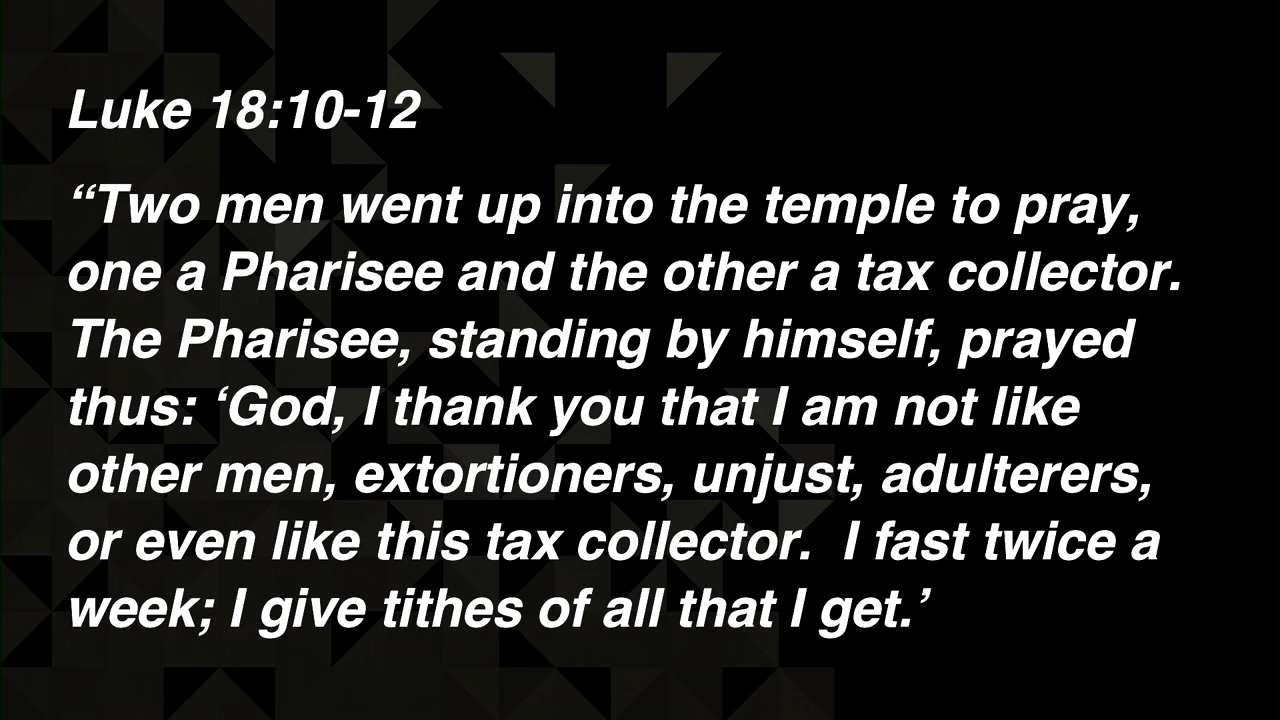 Luke 18:10-12
“Two men went up into the temple to pray,
one a Pharisee and the other a tax collector.
The Pharisee, standing by himself, prayed
thus: ‘God, I thank you that I am not like
other men, extortioners, unjust, adulterers,
or even like this tax collector.  I fast twice a
week; I give tithes of all that I get.’